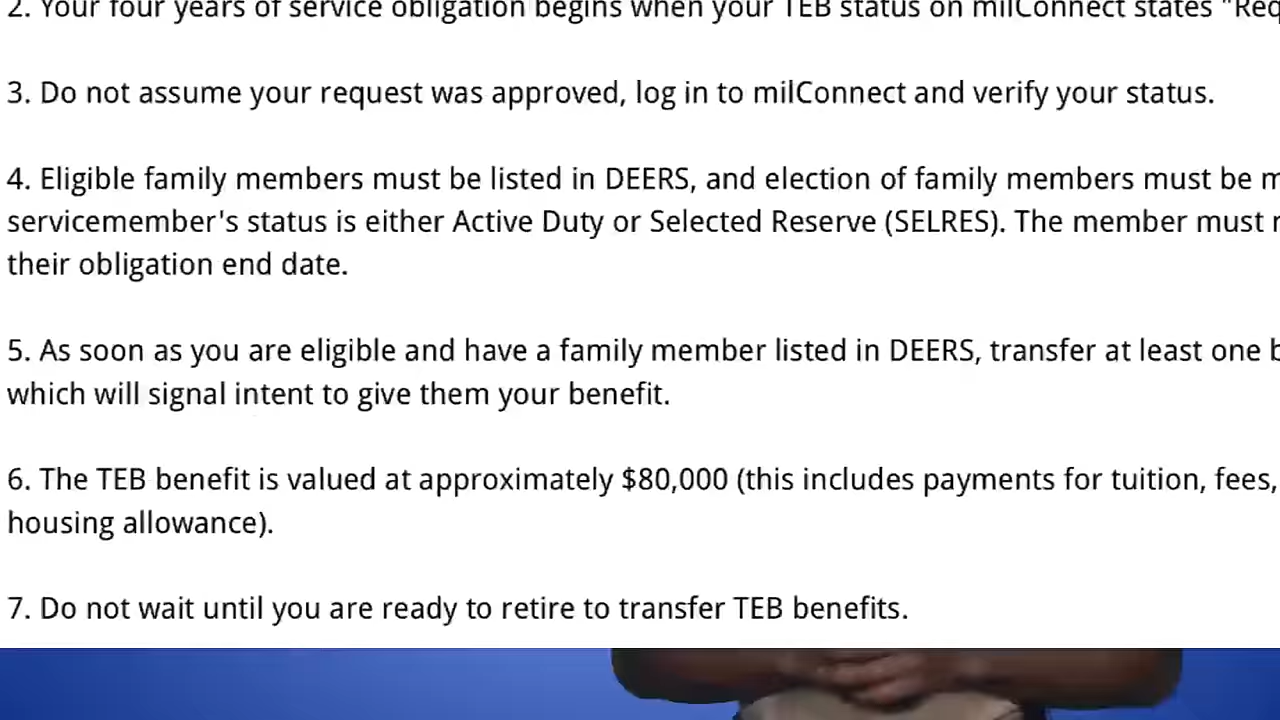 2. Your four years of service obligation begins when your TEB status on milConnect states "Req
3. Do not assume your request was approved, log in to milConnect and verify your status.
4. Eligible family members must be listed in DEERS, and election of family members must be m
servicemember's status is either Active Duty or Selected Reserve (SELRES). The member must
their obligation end date.
5. As soon as you are eligible and have a family member listed in DEERS, transfer at least one b
which will signal intent to give them your benefit.
6. The TEB benefit is valued at approximately $80,000 (this includes payments for tuition, fees,
housing allowance).
7. Do not wait until you are ready to retire to transfer TEB benefits.